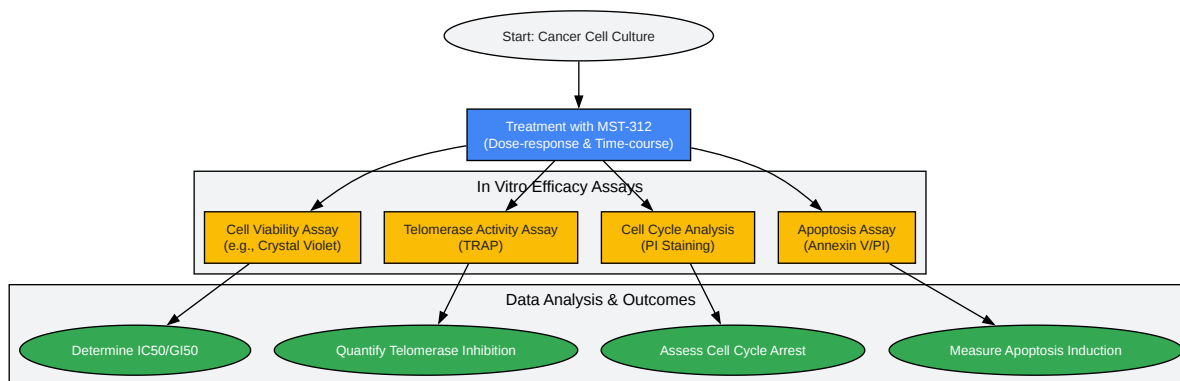 Start: Cancer Cell Culture
Treatment with MST-312
(Dose-response & Time-course)
In Vitro Efficacy Assays
Cell Viability Assay
(e.g., Crystal Violet)
Telomerase Activity Assay
(TRAP)
Cell Cycle Analysis
(PI Staining)
Apoptosis Assay
(Annexin V/PI)
Data Analysis & Outcomes
Determine IC50/GI50
Quantify Telomerase Inhibition
Assess Cell Cycle Arrest
Measure Apoptosis Induction